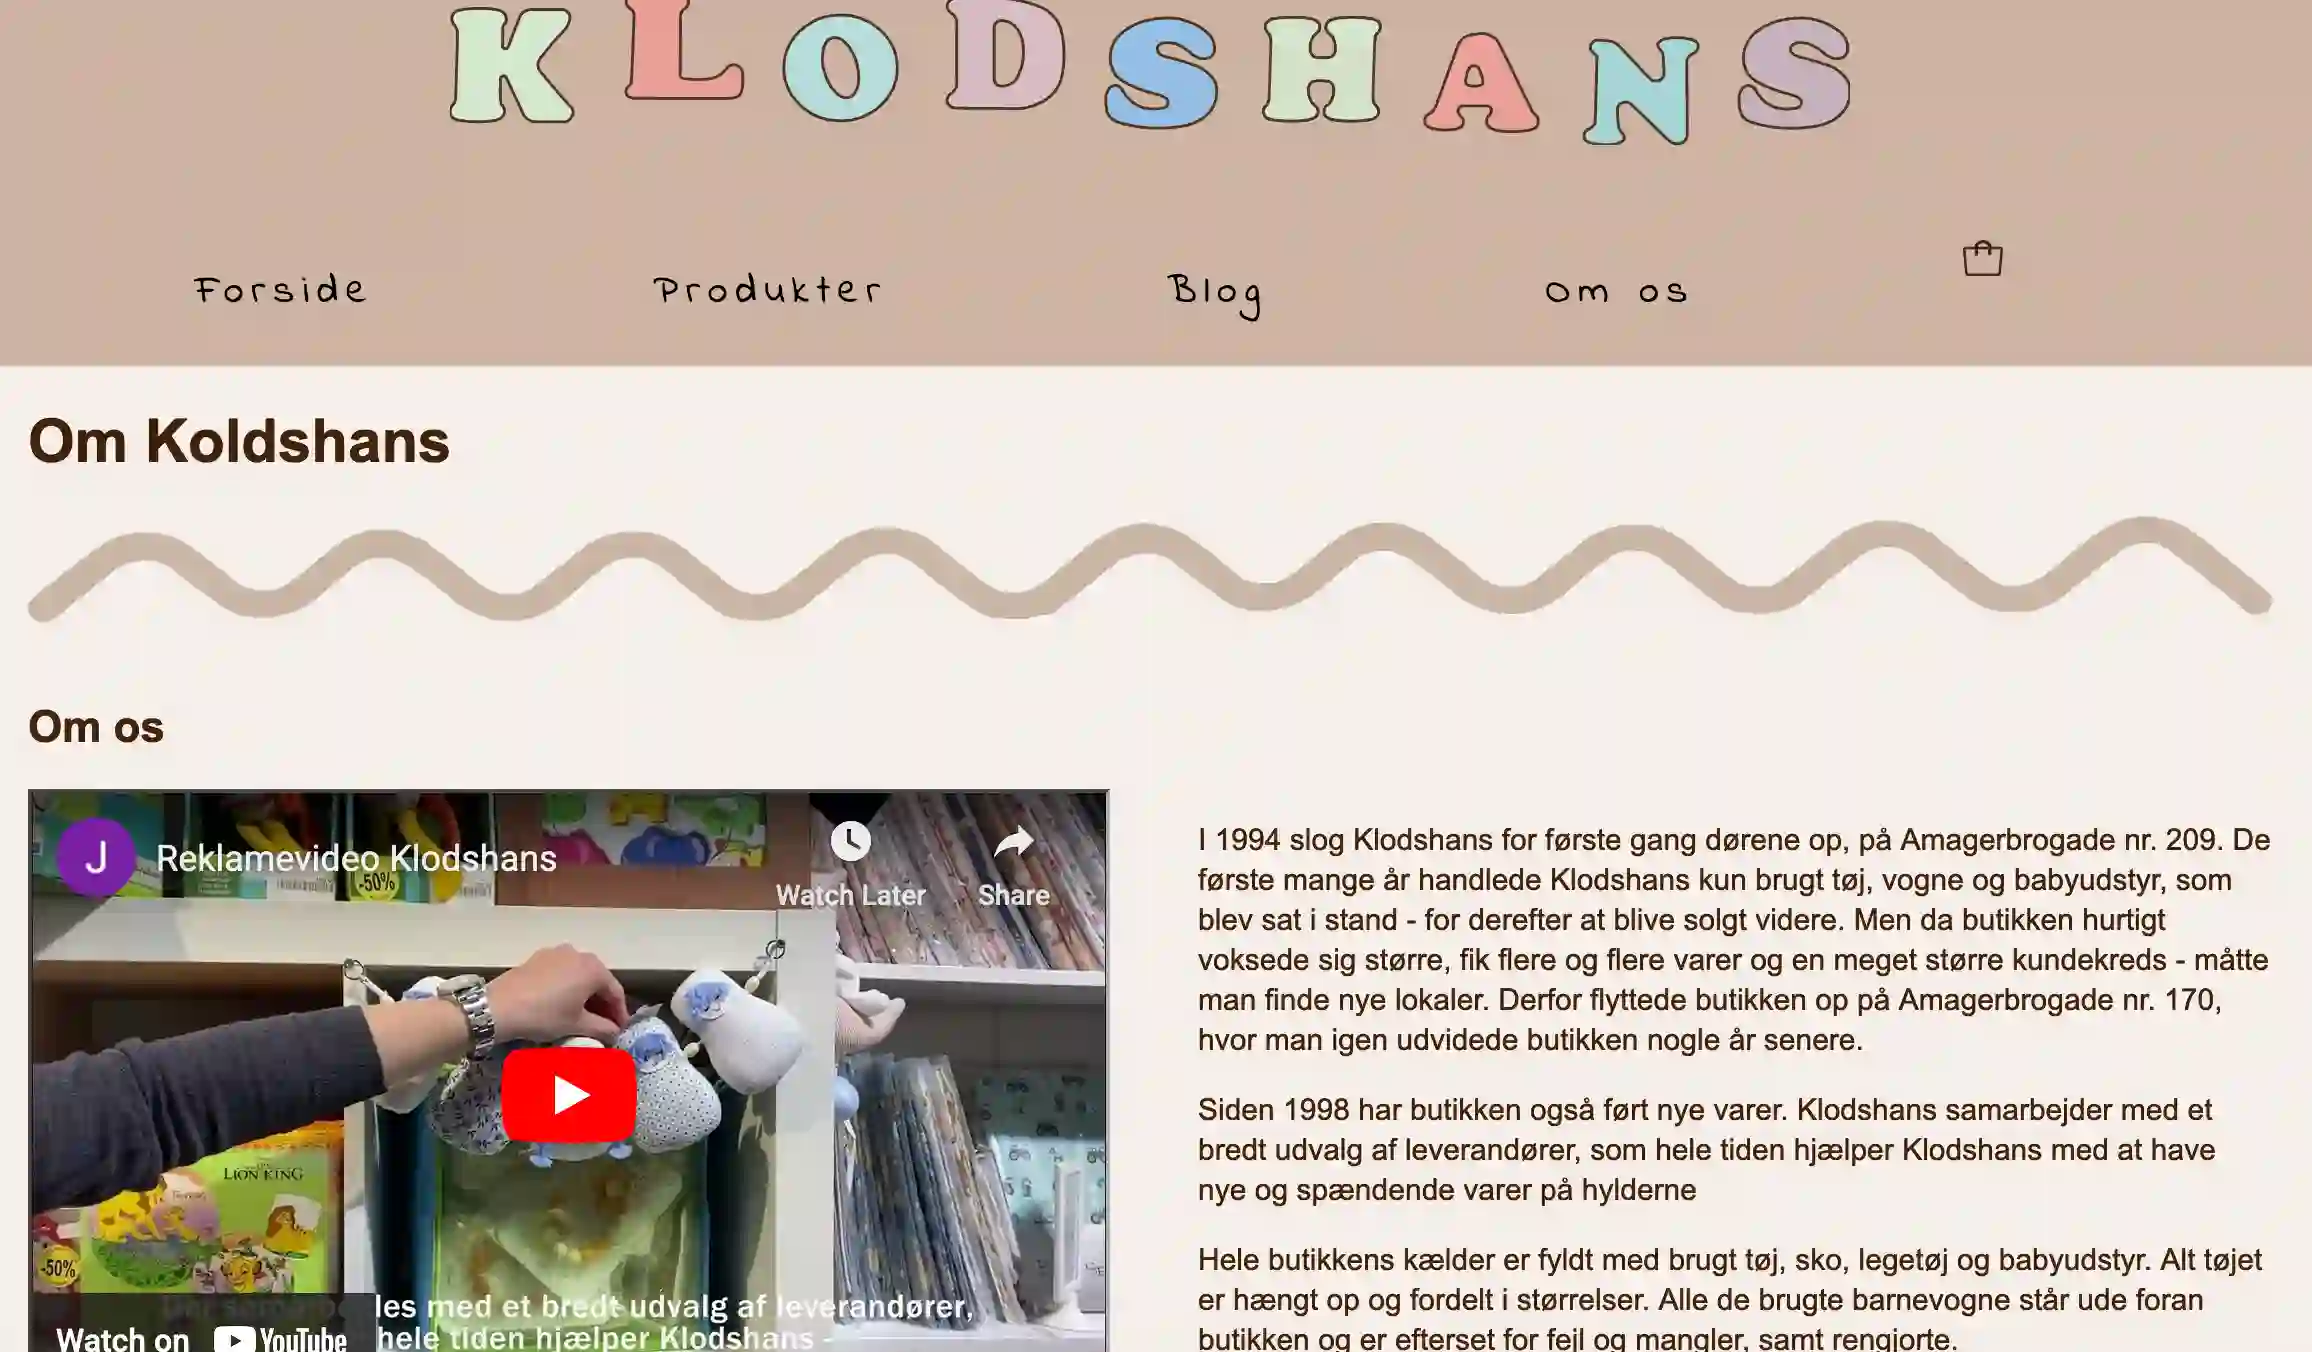 KLODSHANS
Forside Produkter Blog Om os
Om Koldshans
Om os
J Reklamevideo Klodshans
Watch Later Share
-50%
LION KING
-50%
les med et bredt udvalg af leverandører,
hele tiden hjælper Klodshans -
Watch on YouTube
I 1994 slog Klodshans for første gang dørene op, på Amagerbrogade nr. 209. De
første mange år handlede Klodshans kun brugt tøj, vogne og babyudstyr, som
blev sat i stand - for derefter at blive solgt videre. Men da butikken hurtigt
voksede sig større, fik flere og flere varer og en meget større kundekreds - måtte
man finde nye lokaler. Derfor flyttede butikken op på Amagerbrogade nr. 170,
hvor man igen udvidede butikken nogle år senere.
Siden 1998 har butikken også ført nye varer. Klodshans samarbejder med et
bredt udvalg af leverandører, som hele tiden hjælper Klodshans med at have
nye og spændende varer på hylderne
Hele butikkens kælder er fyldt med brugt tøj, sko, legetøj og babyudstyr. Alt tøjet
er hængt op og fordelt i størrelser. Alle de brugte barnevogne står ude foran
butikken og er efterset for fejl og mangler, samt rengjorte.